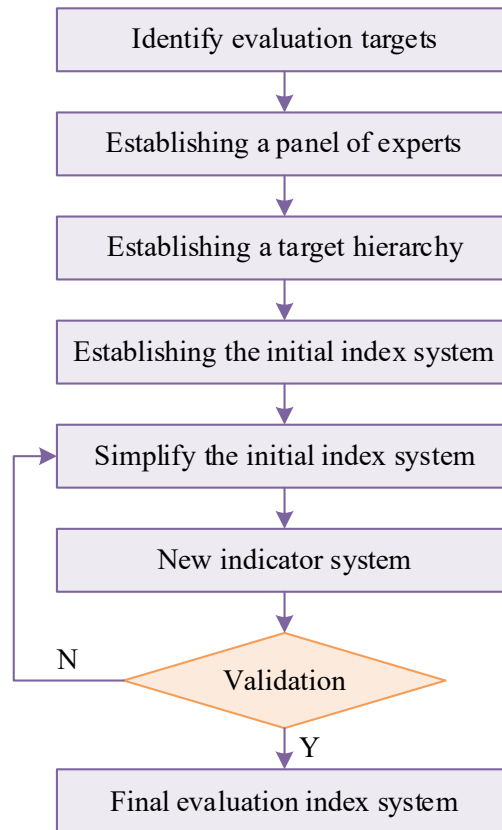 Identify evaluation targets
Establishing a panel of experts
Establishing a target hierarchy
Establishing the initial index system
Simplify the initial index system
New indicator system
N
Validation
Y
Final evaluation index system